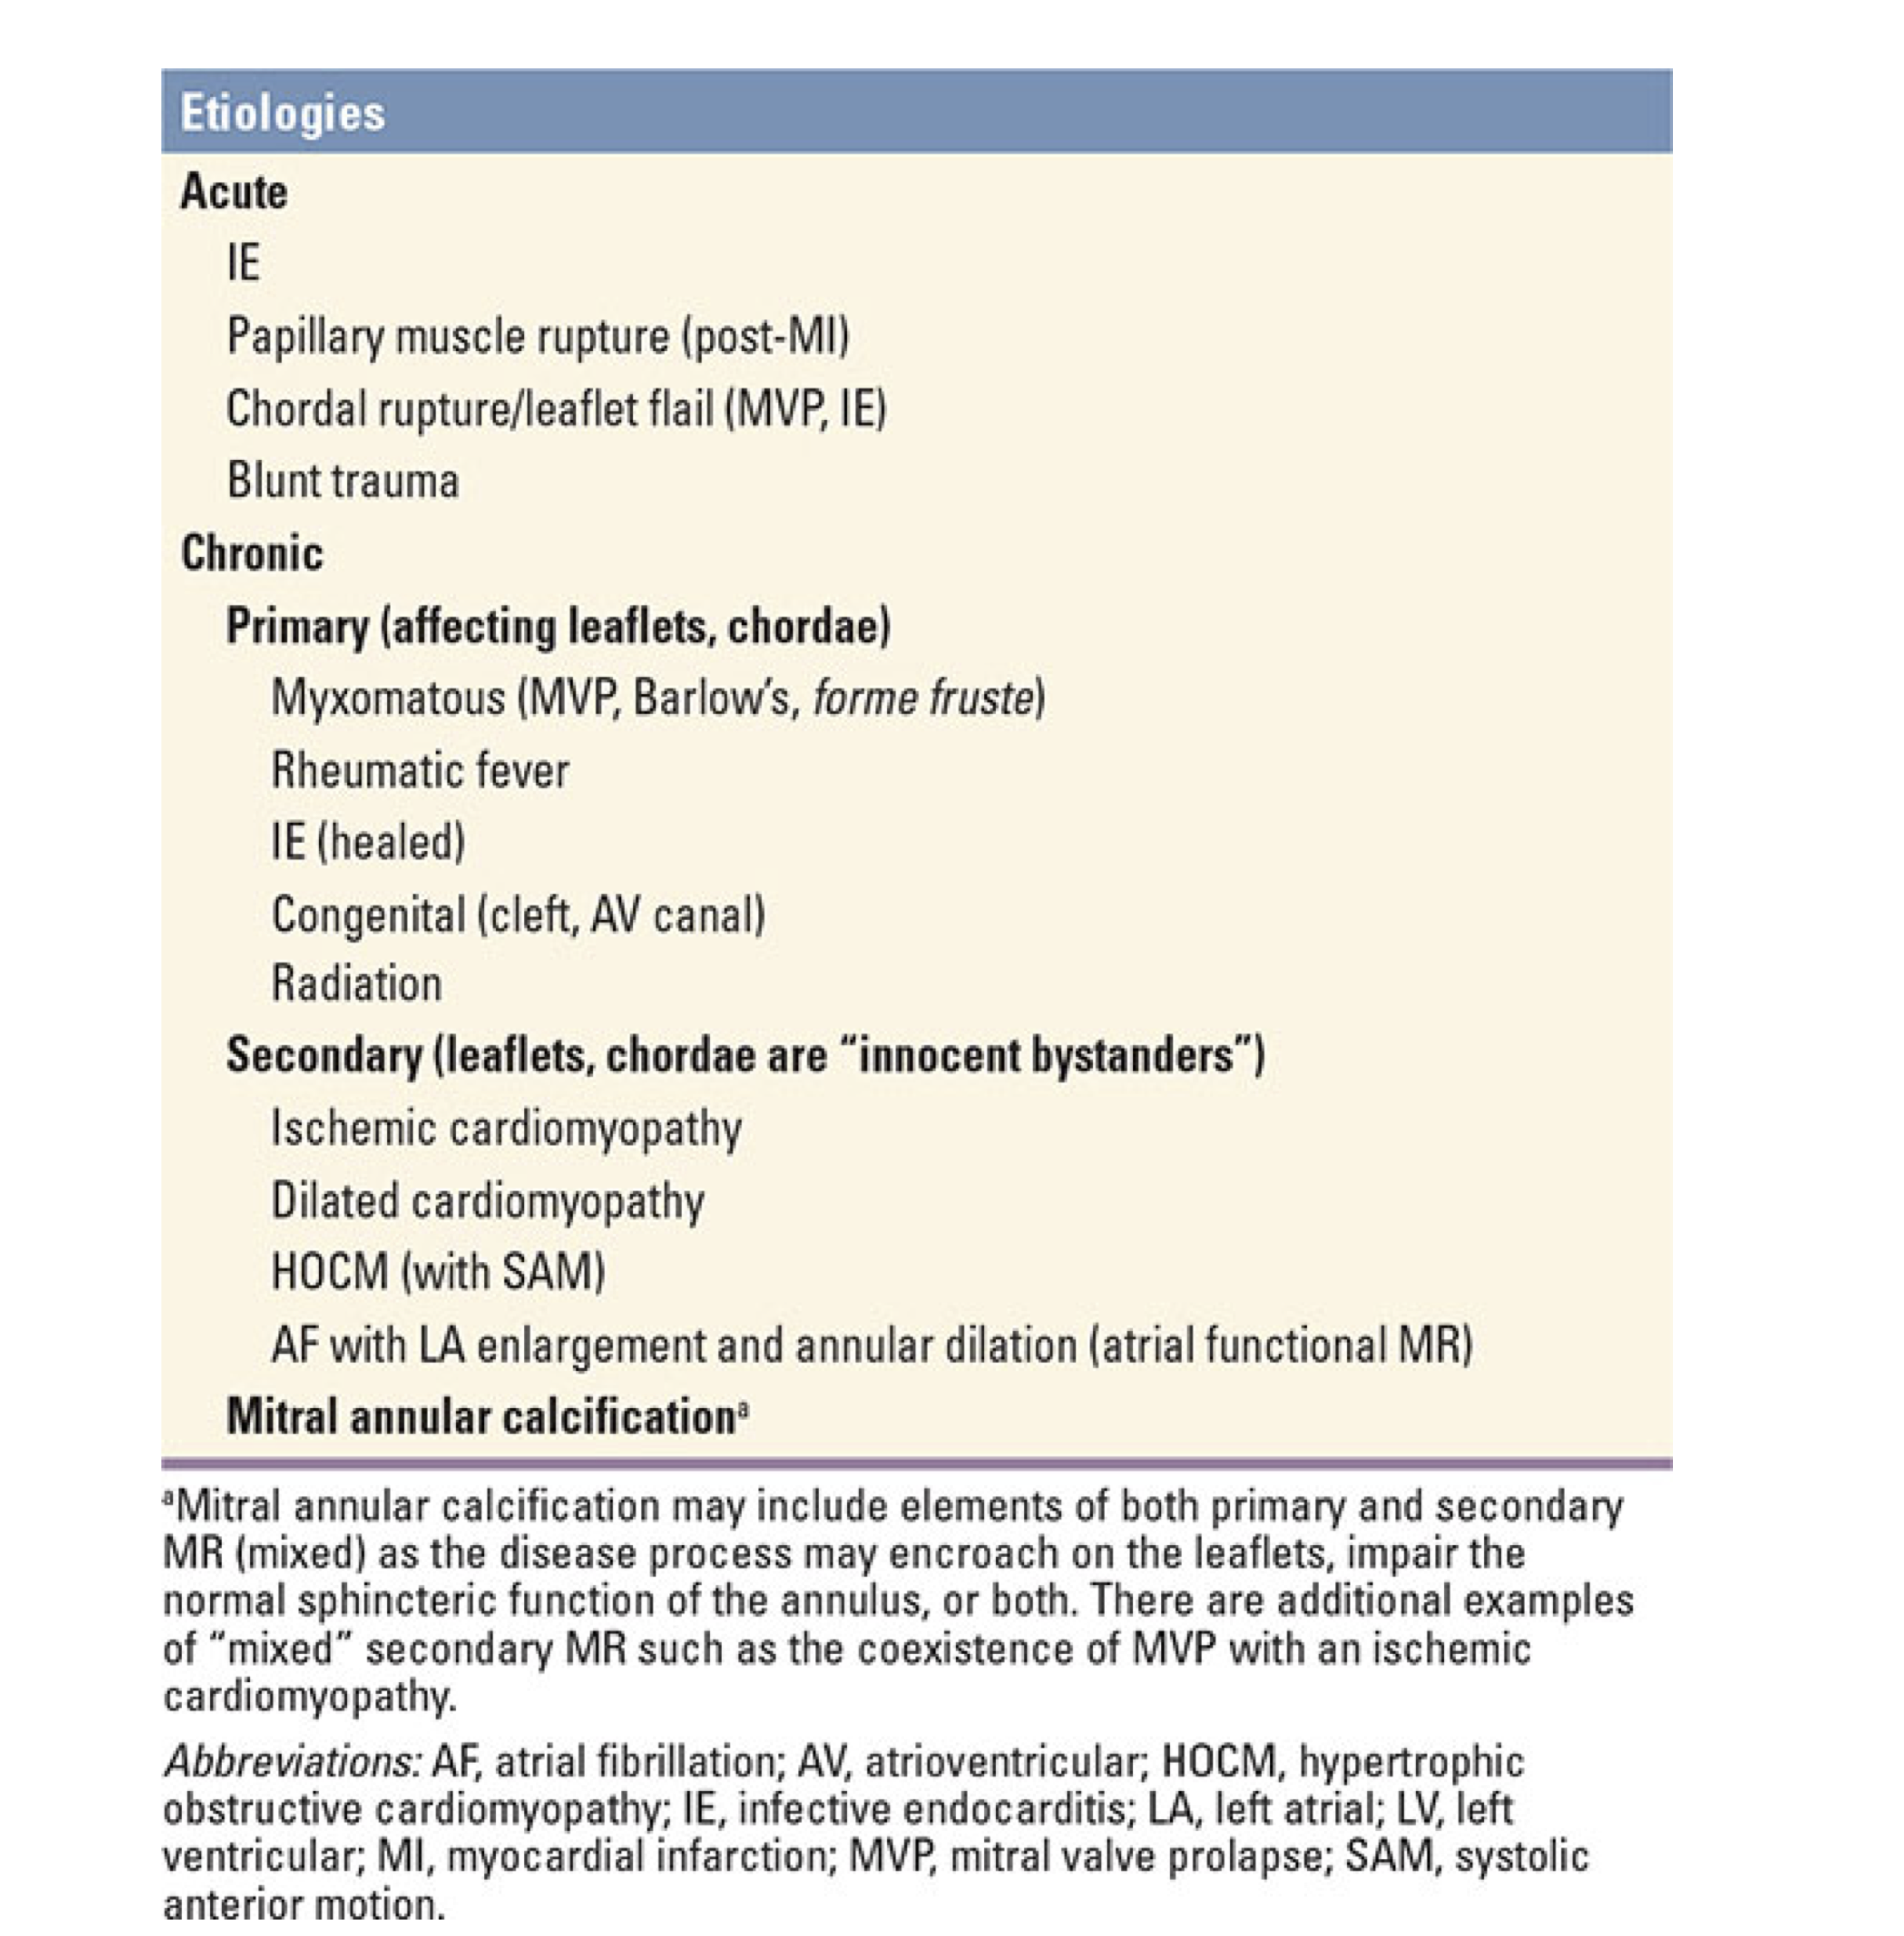 Etiologies
Acute
IE
Papillary muscle rupture (post-MI)
Chordal rupture/leaflet flail (MVP, IE)
Blunt trauma
Chronic
Primary (affecting leaflets, chordae)
Myxomatous (MVP, Barlow's, forme fruste)
Rheumatic fever
IE (healed)
Congenital (cleft, AV canal)
Radiation
Secondary (leaflets, chordae are “innocent bystanders”)
Ischemic cardiomyopathy
Dilated cardiomyopathy
HOCM (with SAM)
AF with LA enlargement and annular dilation (atrial functional MR)
Mitral annular calcificationᵃ
ᵃMitral annular calcification may include elements of both primary and secondary
MR (mixed) as the disease process may encroach on the leaflets, impair the
normal sphincteric function of the annulus, or both. There are additional examples
of “mixed” secondary MR such as the coexistence of MVP with an ischemic
cardiomyopathy.
Abbreviations: AF, atrial fibrillation; AV, atrioventricular; HOCM, hypertrophic
obstructive cardiomyopathy; IE, infective endocarditis; LA, left atrial; LV, left
ventricular; MI, myocardial infarction; MVP, mitral valve prolapse; SAM, systolic
anterior motion.